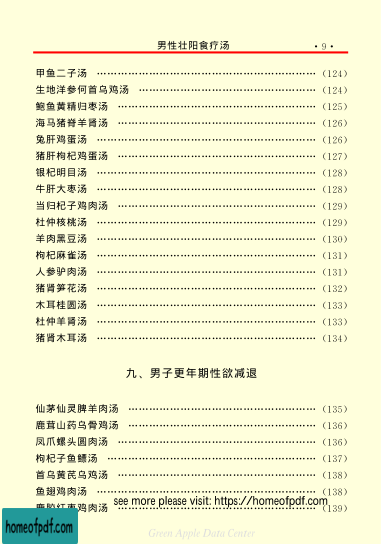 男性壮阳食疗汤 ·9·
甲鱼二子汤 ……………………………………………（124）
生地洋参何首乌鸡汤 ……………………………………（124）
鲍鱼黄精归枣汤 …………………………………………（125）
海马猪脊羊肾汤 …………………………………………（126）
兔肝鸡蛋汤 ……………………………………………（126）
猪肝枸杞鸡蛋汤 …………………………………………（127）
银杞明目汤 ……………………………………………（128）
牛肝大枣汤 ……………………………………………（128）
当归杞子鸡肉汤 …………………………………………（129）
杜仲核桃汤 ……………………………………………（129）
羊肉黑豆汤 ……………………………………………（130）
枸杞麻雀汤 ……………………………………………（131）
人参驴肉汤 ……………………………………………（131）
猪肾笋花汤 ……………………………………………（132）
木耳桂圆汤 ……………………………………………（133）
杜仲羊肾汤 ……………………………………………（133）
猪肾木耳汤 ……………………………………………（134）
九、男子更年期性欲减退
仙茅仙灵脾羊肉汤 ………………………………………（135）
鹿茸山药乌骨鸡汤 ………………………………………（136）
凤爪螺头圆肉汤 …………………………………………（136）
枸杞子鱼鳔汤 ……………………………………………（137）
首乌黄芪乌鸡汤 …………………………………………（138）
鱼翅鸡肉汤 ……………………………………………（138）
see more please visit: https://homeofpdf.com
鹿胶红枣鸡肉汤 …………………………………………（139）
homeofpdf.com
Green Apple Data Center